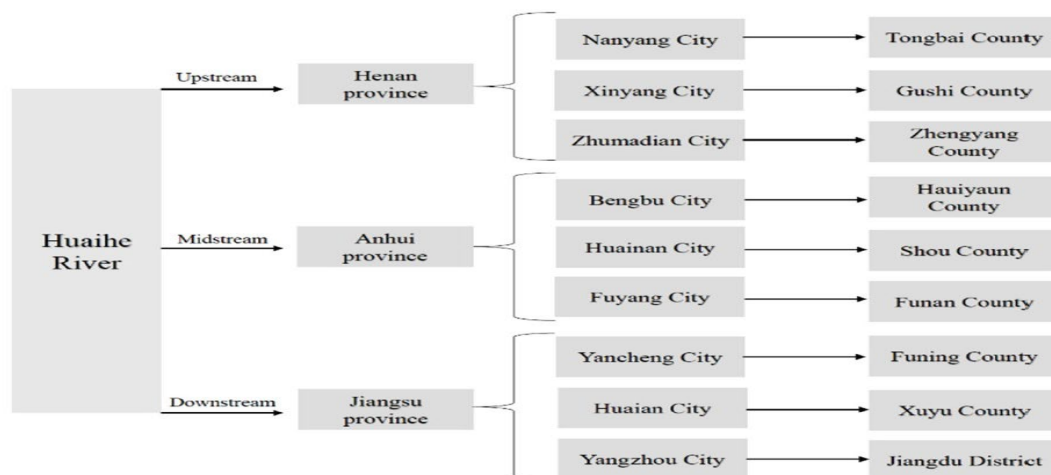 Huaihe
River
Upstream
Henan
province
Nanyang City
Tongbai County
Xinyang City
Gushi County
Zhumadian City
Zhengyang
County
Midstream
Anhui
province
Bengbu City
Hauiyaun
County
Huainan City
Shou County
Fuyang City
Funan County
Downstream
Jiangsu
province
Yancheng City
Funing County
Huaian City
Xuyu County
Yangzhou City
Jiangdu District